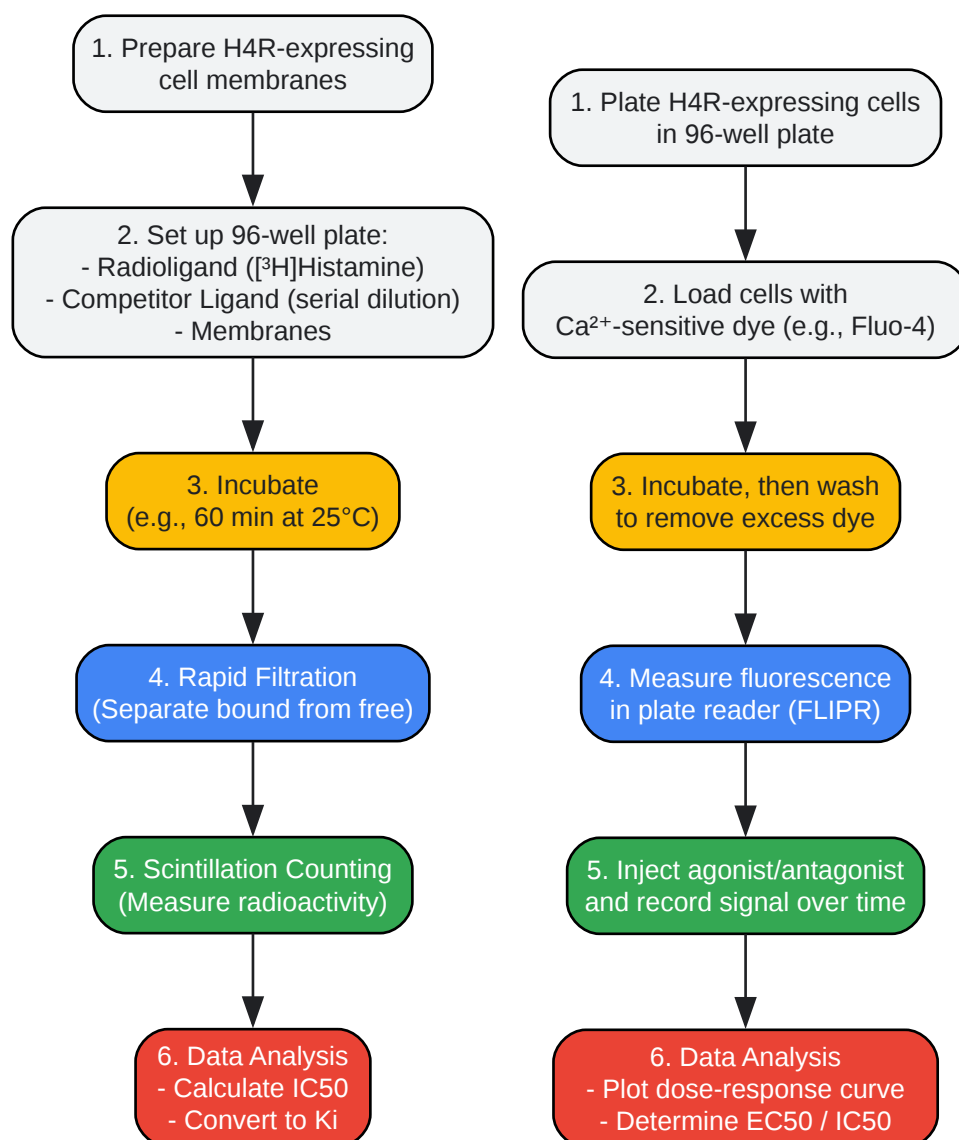 1. Prepare H4R-expressing
cell membranes
2. Set up 96-well plate:
- Radioligand ([³H]Histamine)
- Competitor Ligand (serial dilution)
- Membranes
3. Incubate
(e.g., 60 min at 25°C)
4. Rapid Filtration
(Separate bound from free)
5. Scintillation Counting
(Measure radioactivity)
6. Data Analysis
- Calculate IC50
- Convert to Ki
1. Plate H4R-expressing cells
in 96-well plate
2. Load cells with
Ca²⁺-sensitive dye (e.g., Fluo-4)
3. Incubate, then wash
to remove excess dye
4. Measure fluorescence
in plate reader (FLIPR)
5. Inject agonist/antagonist
and record signal over time
6. Data Analysis
- Plot dose-response curve
- Determine EC50 / IC50